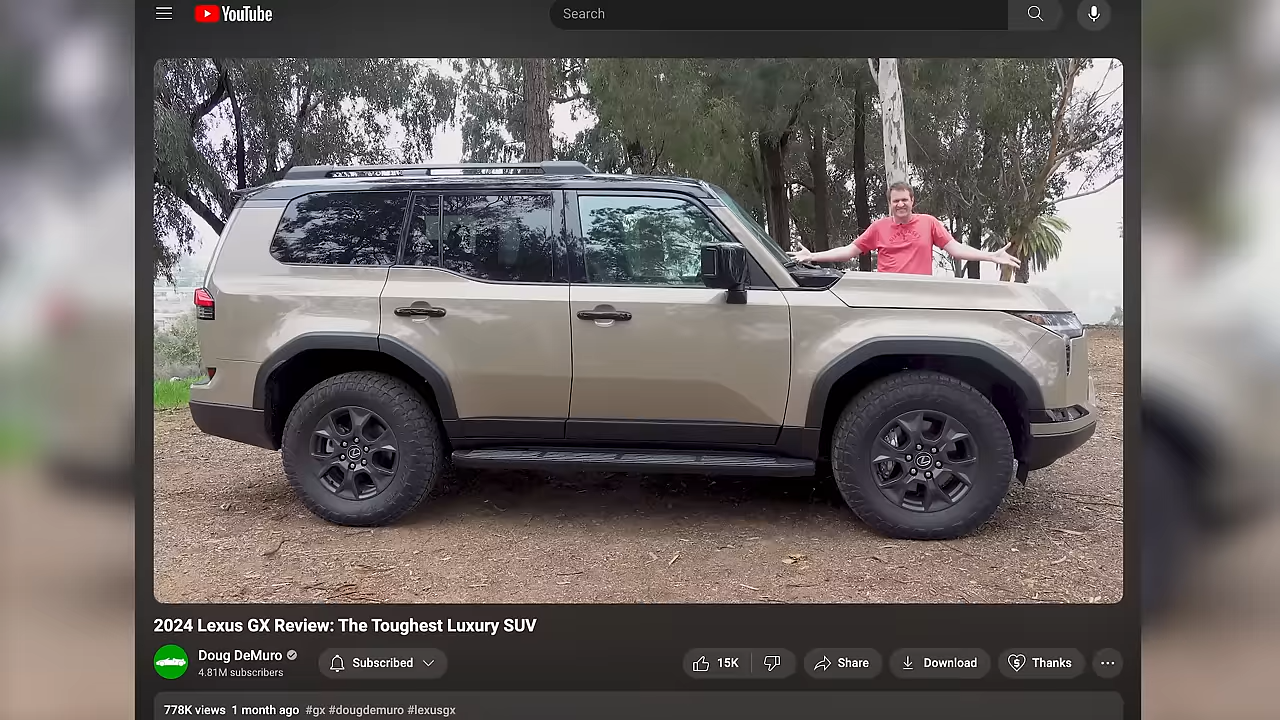 YouTube
Search
2024 Lexus GX Review: The Toughest Luxury SUV
Doug DeMuro
4.81M subscribers
Subscribed
15K
Share
Download
Thanks
778K views 1 month ago #gx #dougdemuro #lexusgx